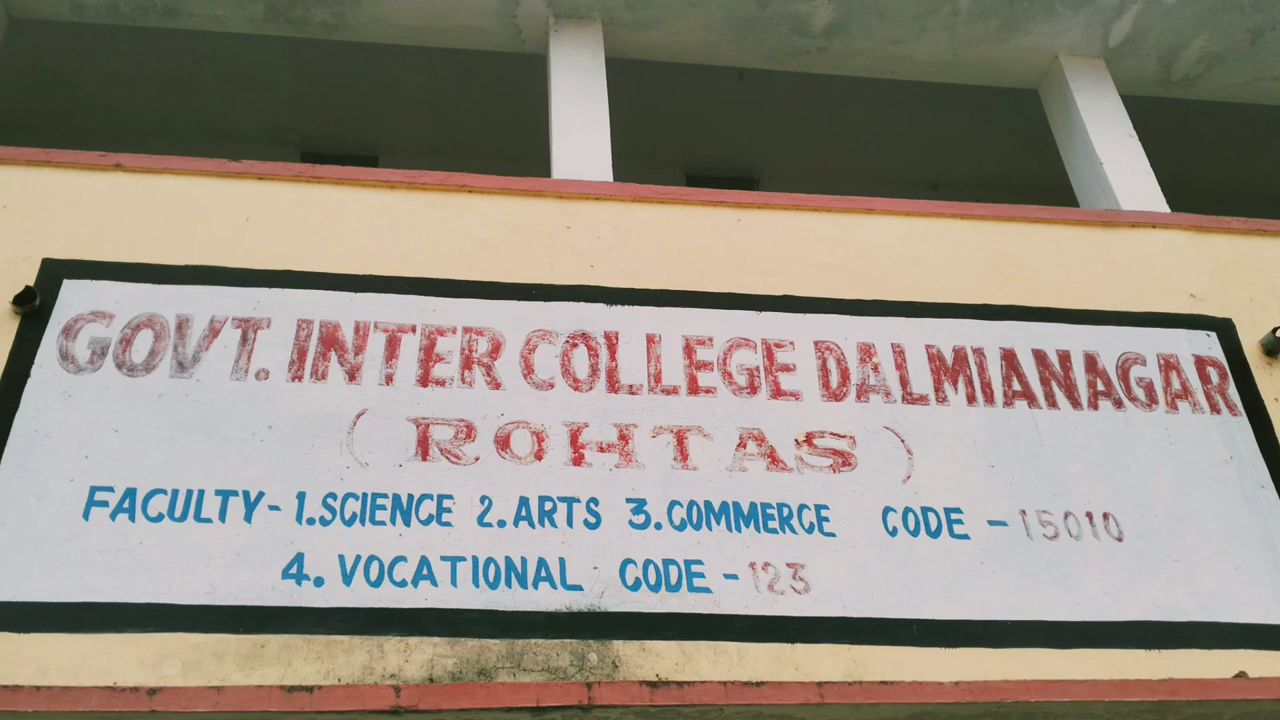 GOVT. INTER COLLEGE DALMIANAGAR
( ROHTAS )
FACULTY- 1.SCIENCE 2.ARTS 3.COMMERCE CODE - 15010
4. VOCATIONAL CODE - 123